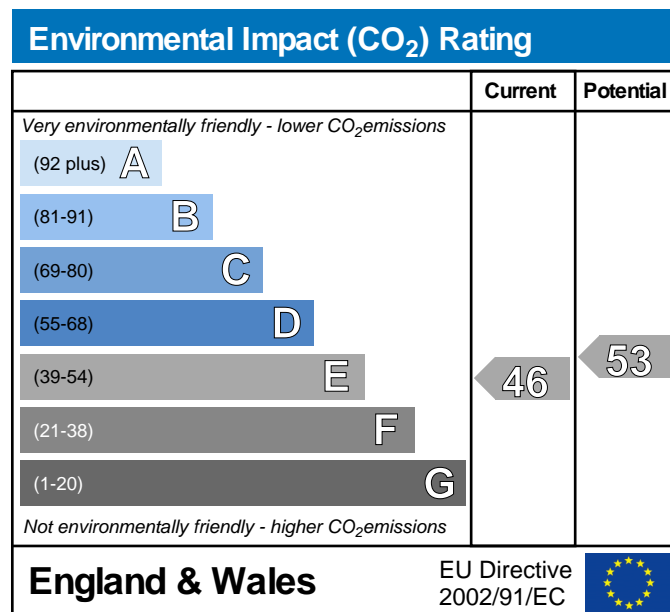 Environmental Impact (CO₂) Rating
Current Potential
Very environmentally friendly - lower CO₂emissions
(92 plus) A
(81-91) B
(69-80) C
(55-68) D
(39-54) E
46
53
(21-38) F
(1-20) G
Not environmentally friendly - higher CO₂emissions
England & Wales
EU Directive
2002/91/EC